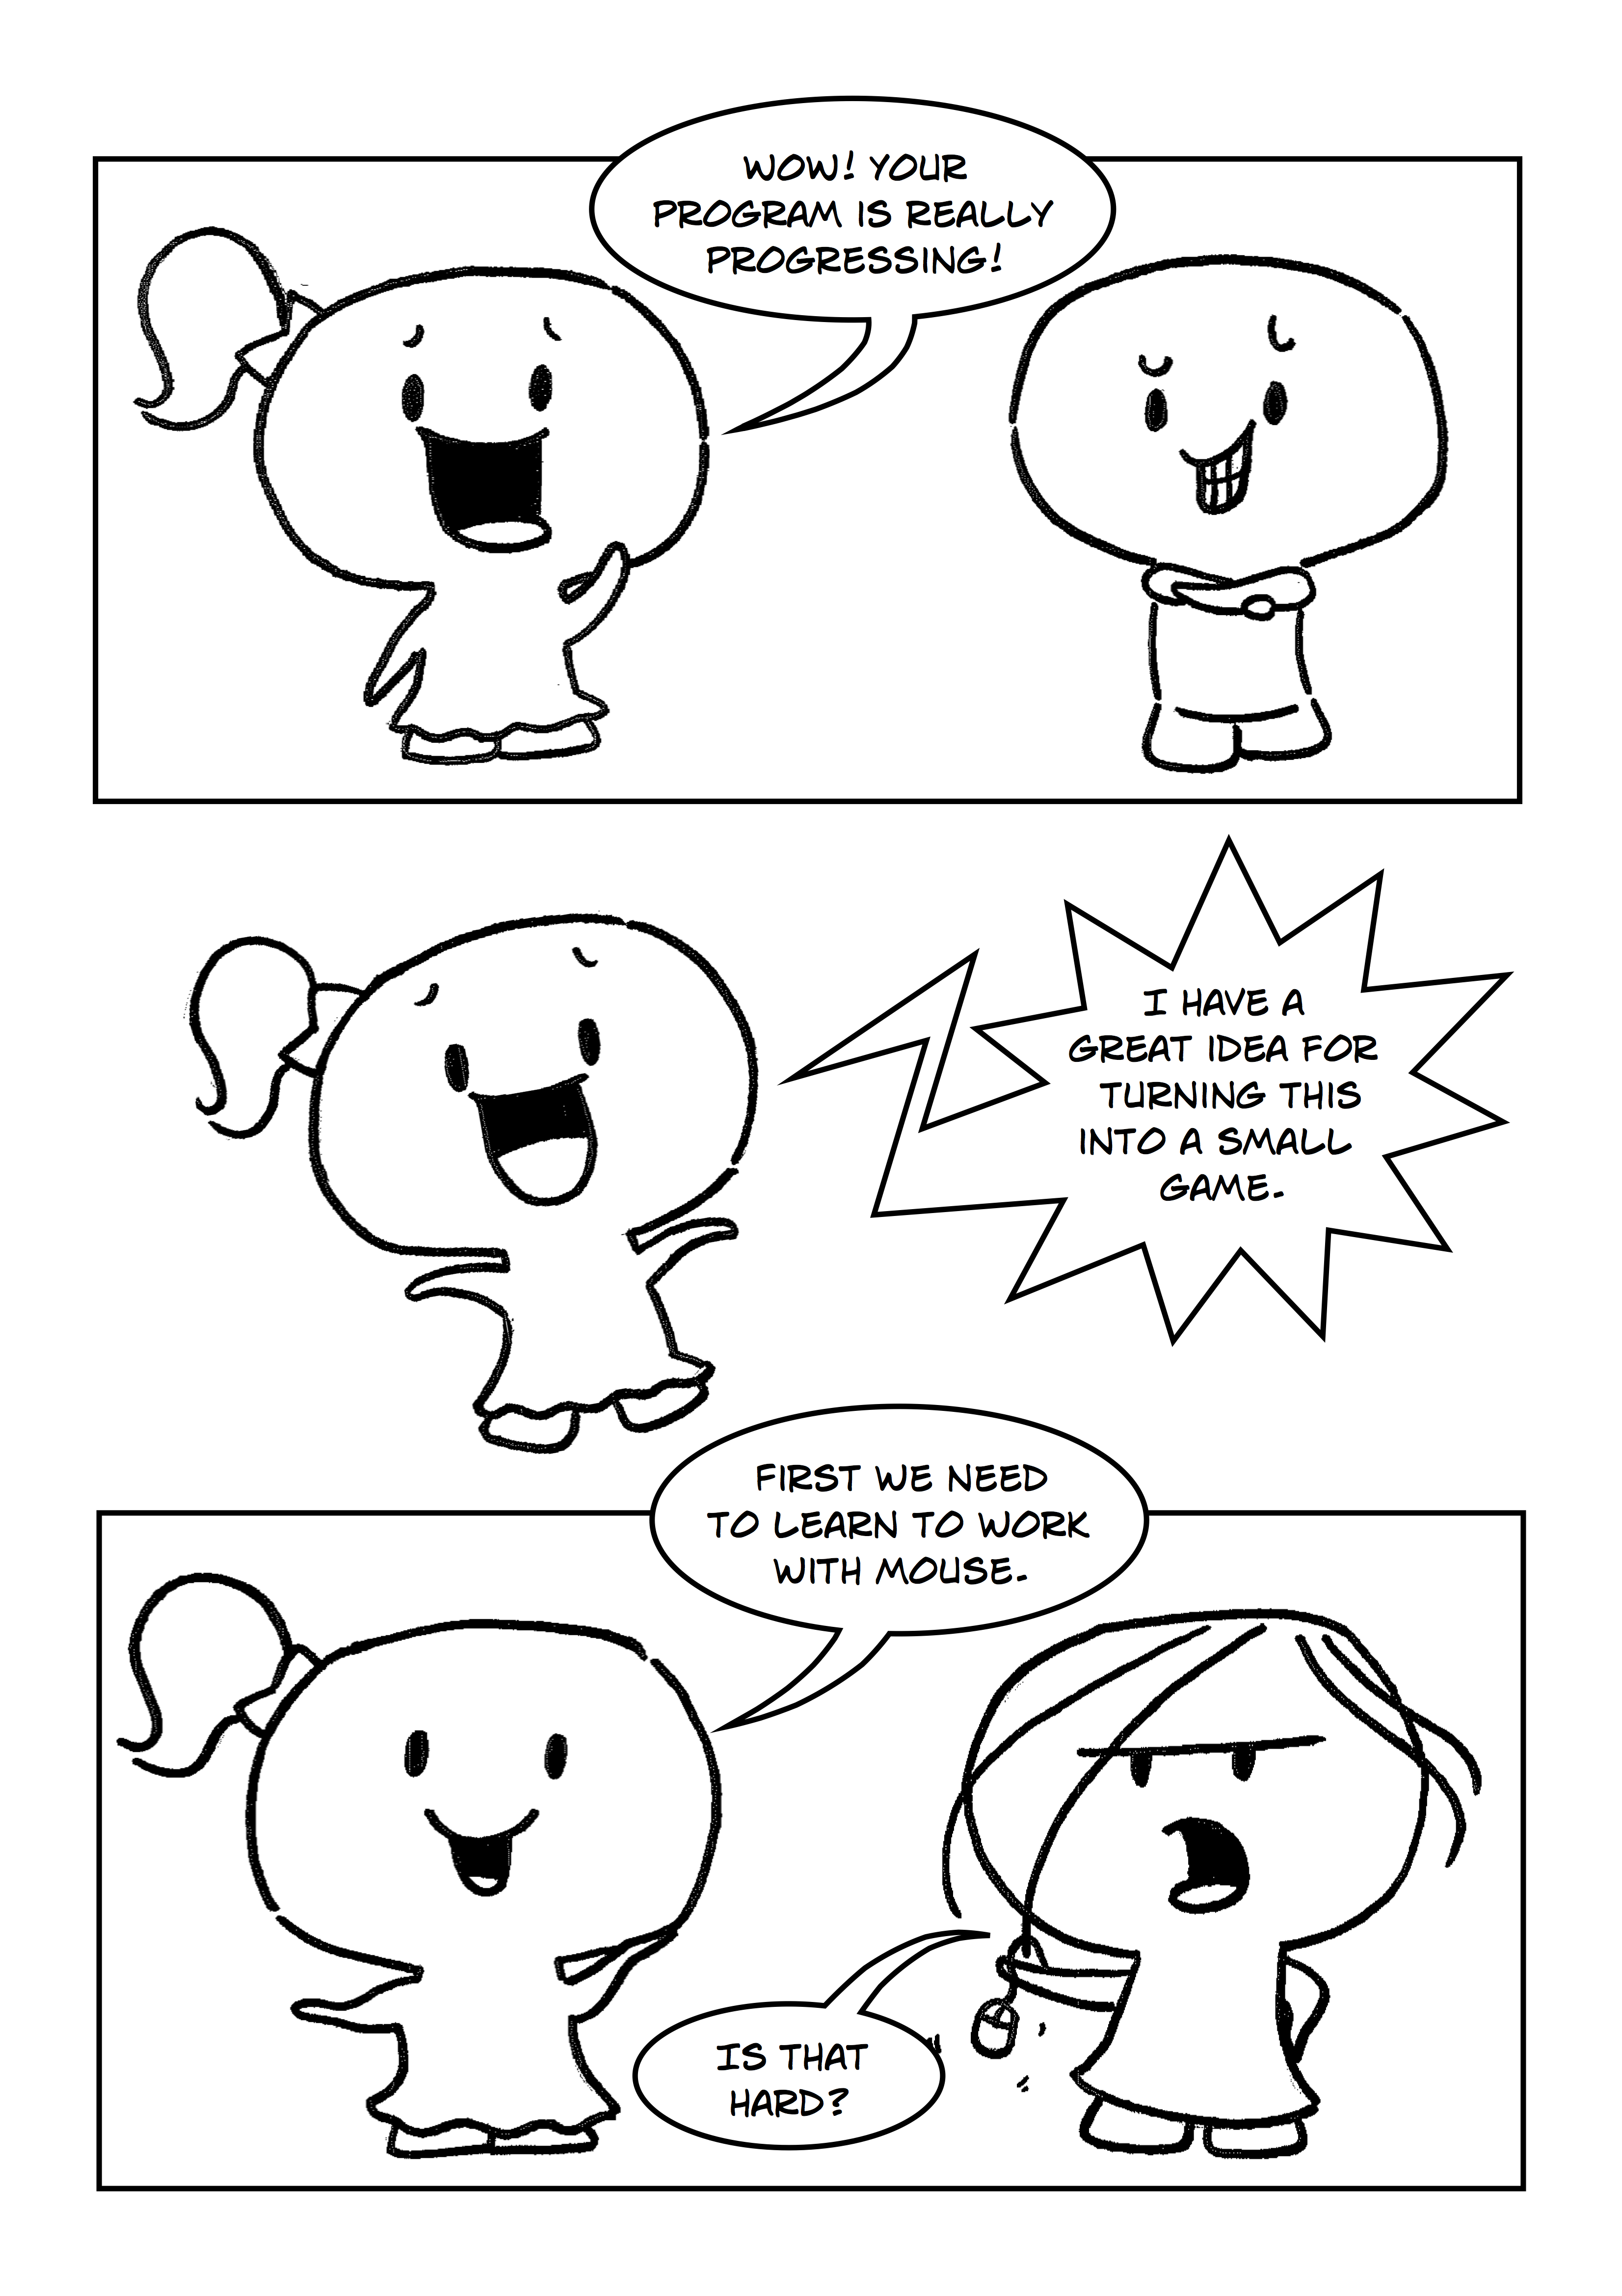 WOW! YOUR
PROGRAM IS REALLY
PROGRESSING!
I HAVE A
GREAT IDEA FOR
TURNING THIS
INTO A SMALL
GAME.
FIRST WE NEED
TO LEARN TO WORK
WITH MOUSE.
IS THAT
HARD?